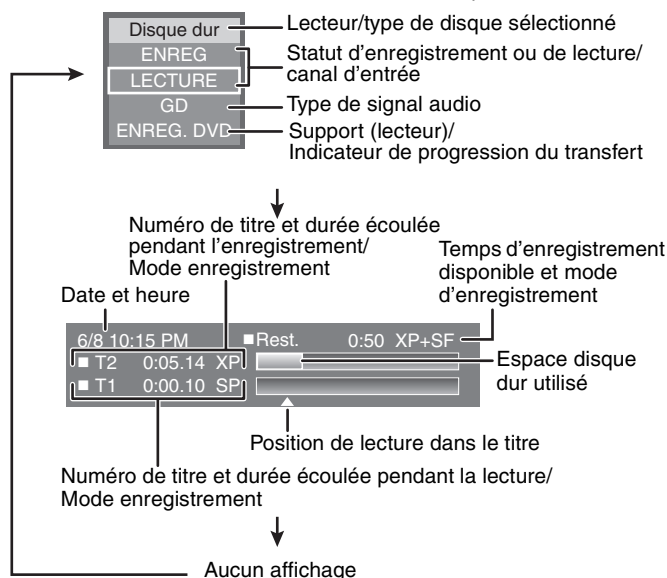 Disque dur
Lecteur/type de disque sélectionné
ENREG
Statut d'enregistrement ou de lecture/
canal d'entrée
LECTURE
GD
Type de signal audio
ENREG. DVD
Support (lecteur)/
Indicateur de progression du transfert
Numéro de titre et durée écoulée
pendant l'enregistrement/
Mode enregistrement
Temps d'enregistrement
disponible et mode
d'enregistrement
Date et heure
6/8 10:15 PM
Rest. 0:50 XP+SF
T2 0:05.14 XP
Espace disque
dur utilisé
T1 0:00.10 SP
Position de lecture dans le titre
Numéro de titre et durée écoulée pendant la lecture/
Mode enregistrement
Aucun affichage